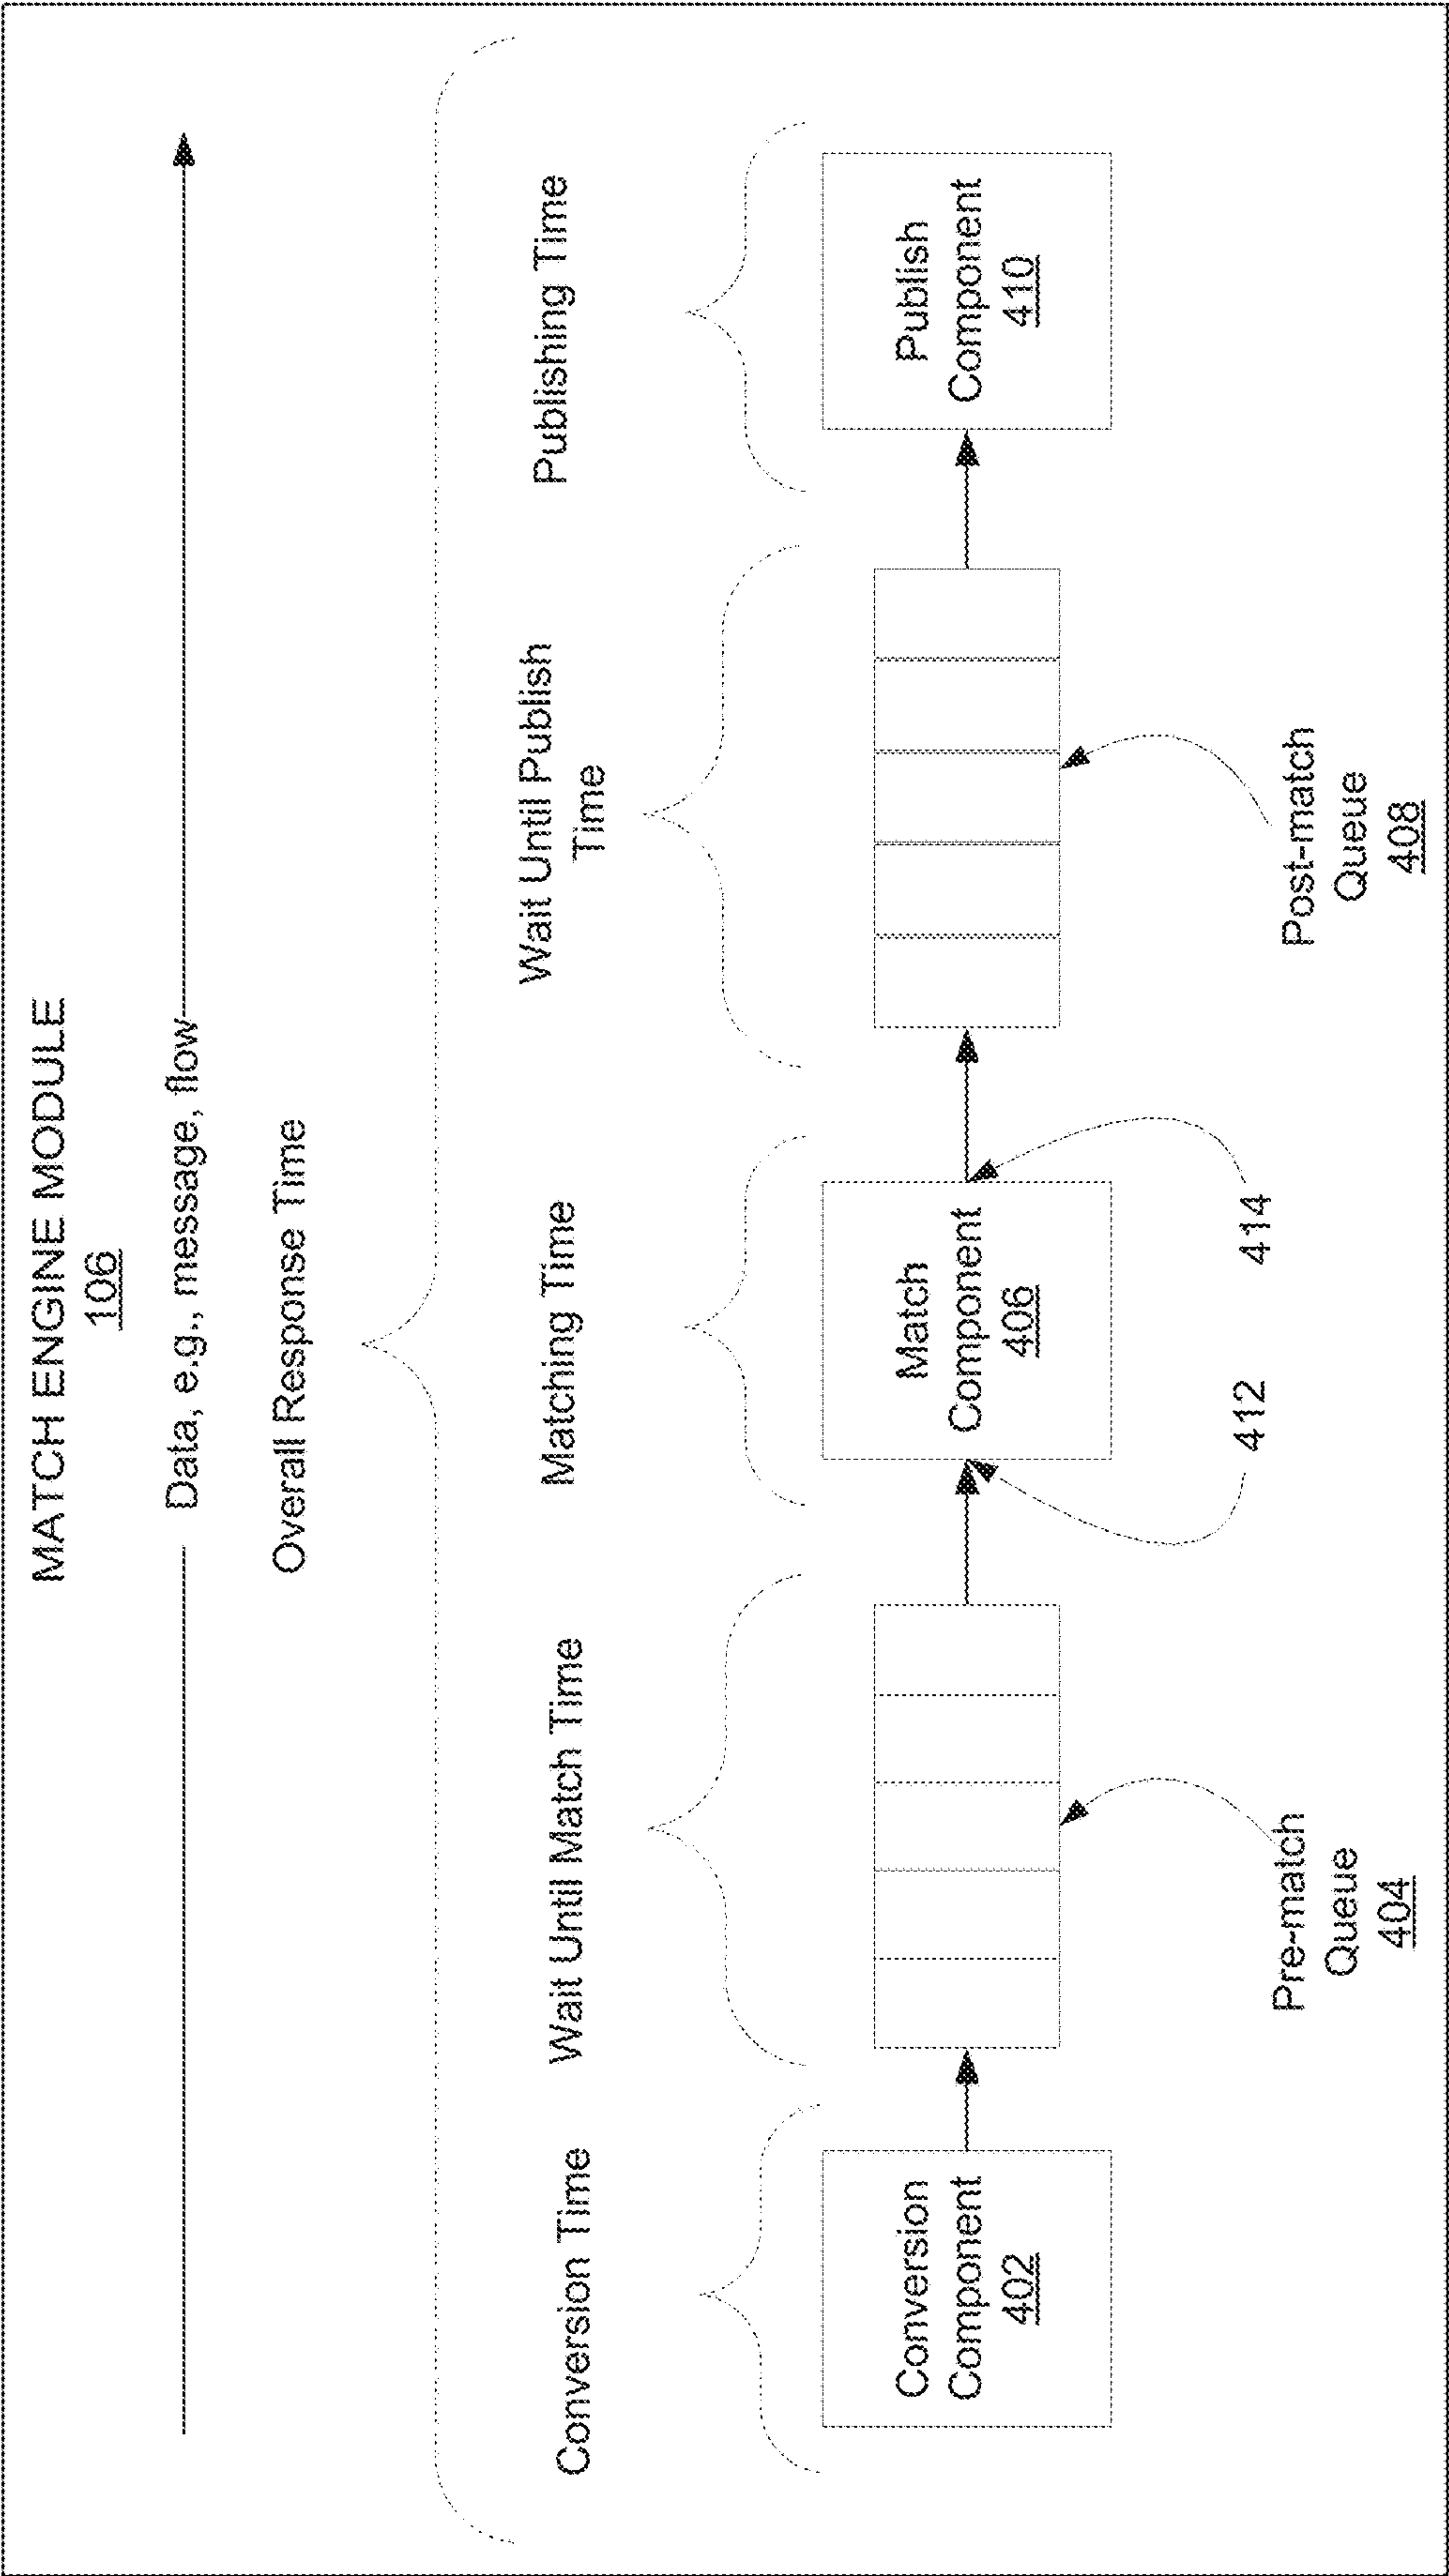 MATCH ENGINE MODULE
106
Data, e.g., message, flow
Overall Response Time
Conversion Time
Wait Until Match Time
Matching Time
Wait Until Publish
Time
Publishing Time
Conversion
Component
402
Match
Component
406
Publish
Component
410
412
414
Pre-match
Queue
404
Post-match
Queue
408